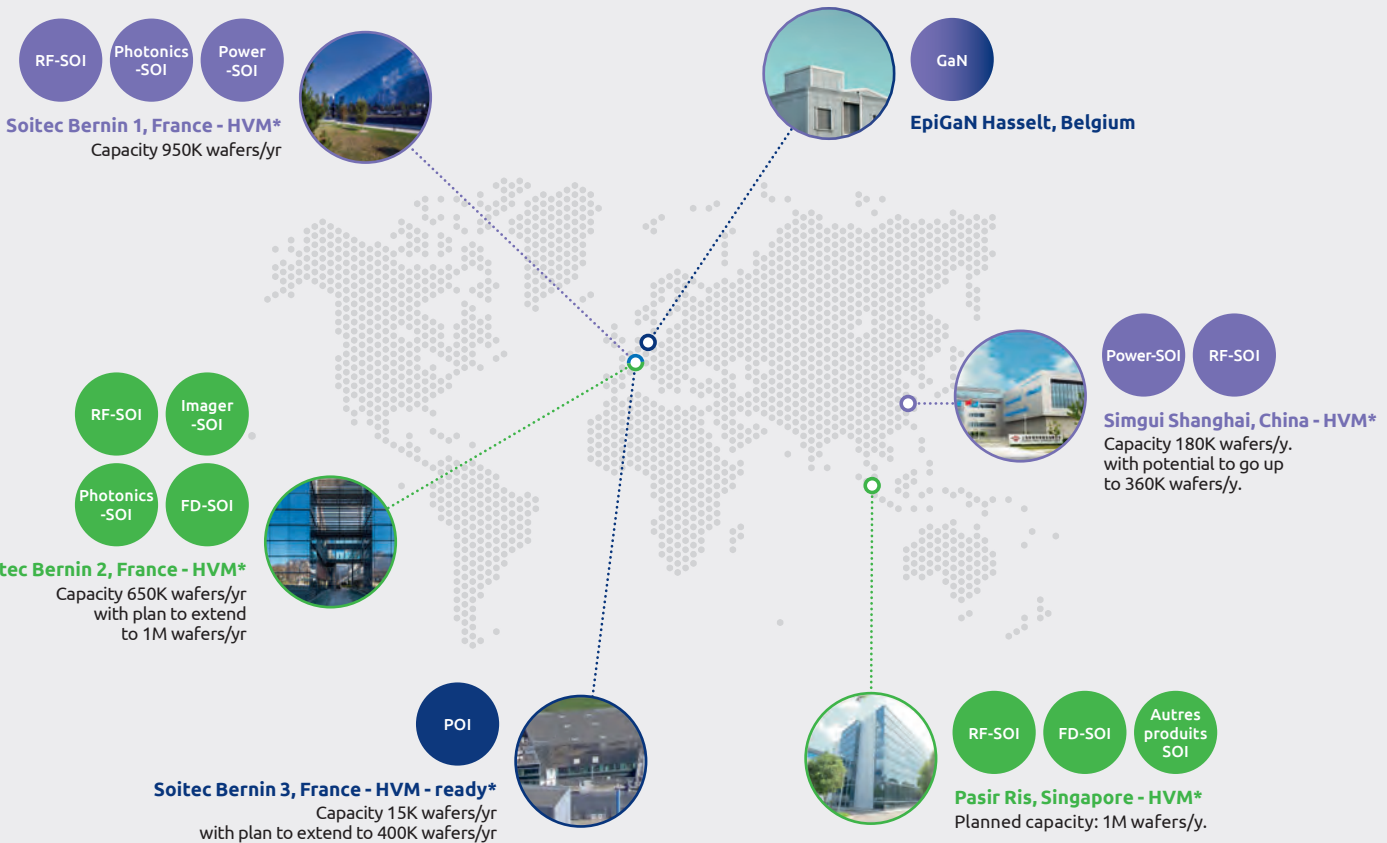 RF-SOI
Photonics
-SOI
Power
-SOI
Soitec Bernin 1, France - HVM*
Capacity 950K wafers/yr
GaN
EpiGaN Hasselt, Belgium
Power-SOI
RF-SOI
Simgui Shanghai, China - HVM*
Capacity 180K wafers/y.
with potential to go up
to 360K wafers/y.
RF-SOI
Imager
-SOI
Photonics
-SOI
FD-SOI
tec Bernin 2, France - HVM*
Capacity 650K wafers/yr
with plan to extend
to 1M wafers/yr
POI
Soitec Bernin 3, France - HVM - ready*
Capacity 15K wafers/yr
with plan to extend to 400K wafers/yr
RF-SOI
FD-SOI
Autres
produits
SOI
Pasir Ris, Singapore - HVM*
Planned capacity: 1M wafers/y.